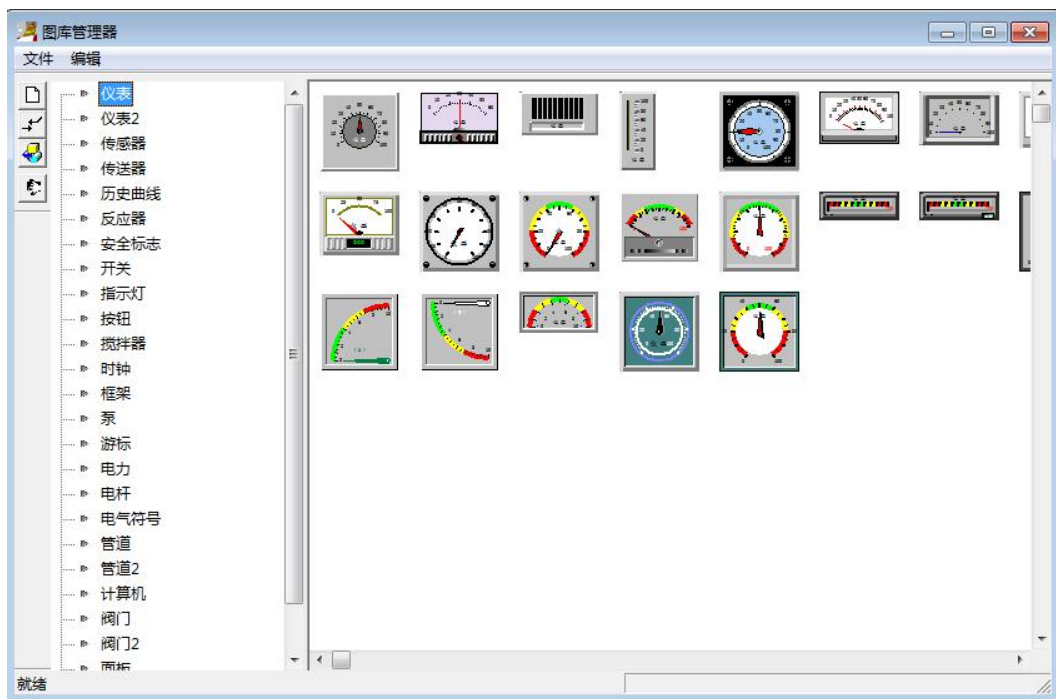 图库管理器
文件 编辑
仪表
仪表2
传感器
传送器
历史曲线
反应器
安全标志
开关
指示灯
按钮
搅拌器
时钟
框架
泵
游标
电力
电杆
电气符号
管道
管道2
计算机
阀门
阀门2
面板
就绪